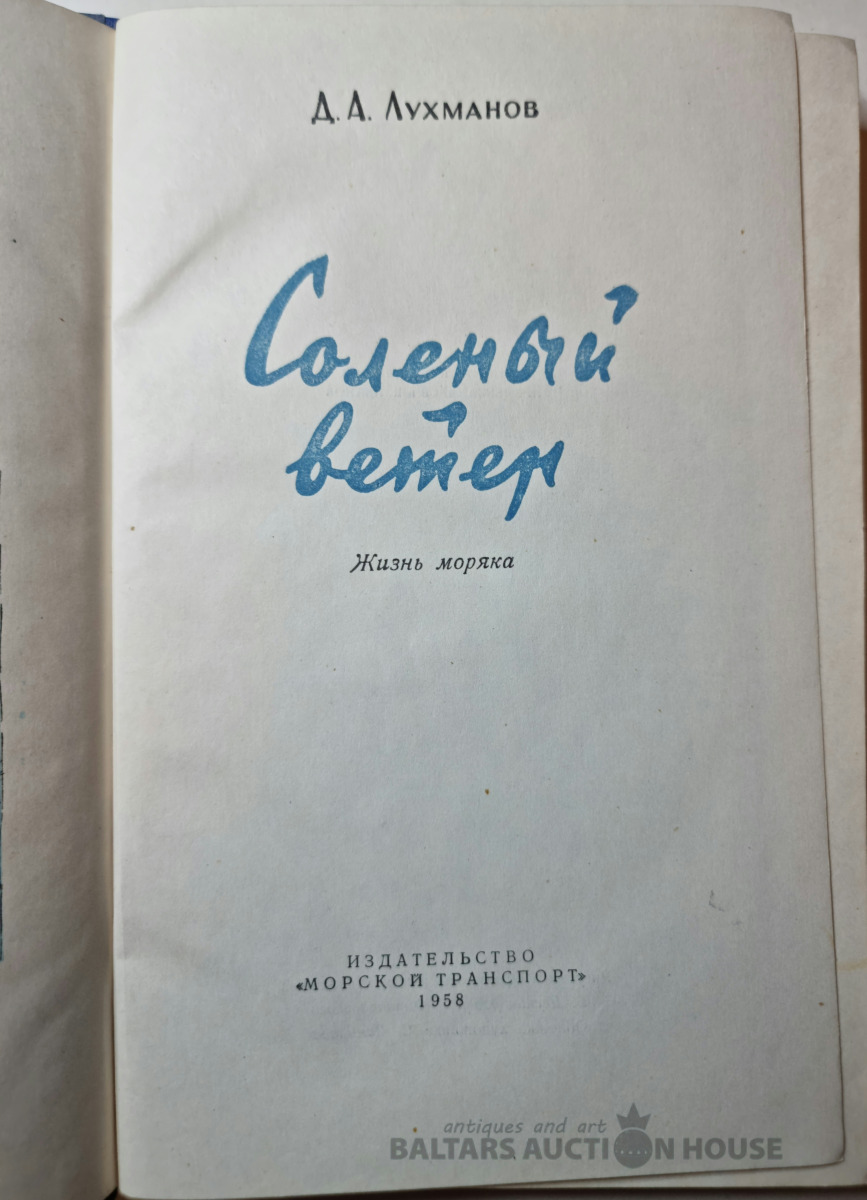 Д. А. Лухманов
Соленый
ветер
Жизнь моряка
ИЗДАТЕЛЬСТВО
«МОРСКОЙ ТРАНСПОРТ»
1958
antiques and art
BALTARS AUCTION HOUSE